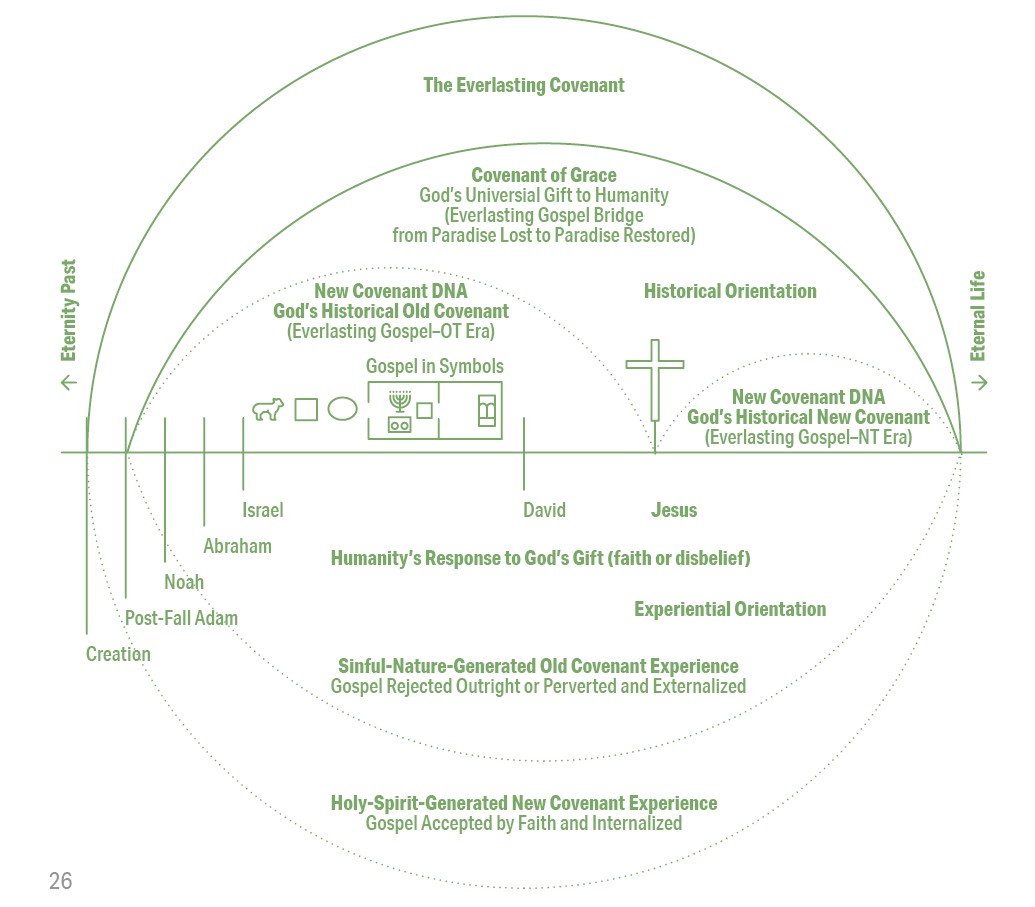 The Everlasting Covenant
Covenant of Grace
God's Universial Gift to Humanity
(Everlasting Gospel Bridge
from Paradise Lost to Paradise Restored)
Eternity Past
Eternal Life
New Covenant DNA
God's Historical Old Covenant
(Everlasting Gospel–OT Era)
Historical Orientation
Gospel in Symbols
New Covenant DNA
God's Historical New Covenant
(Everlasting Gospel–NT Era)
Israel
David
Jesus
Abraham
Humanity's Response to God's Gift (faith or disbelief)
Noah
Experiential Orientation
Post-Fall Adam
Creation
Sinful-Nature-Generated Old Covenant Experience
Gospel Rejected Outright or Perverted and Externalized
Holy-Spirit-Generated New Covenant Experience
Gospel Accepted by Faith and Internalized
26